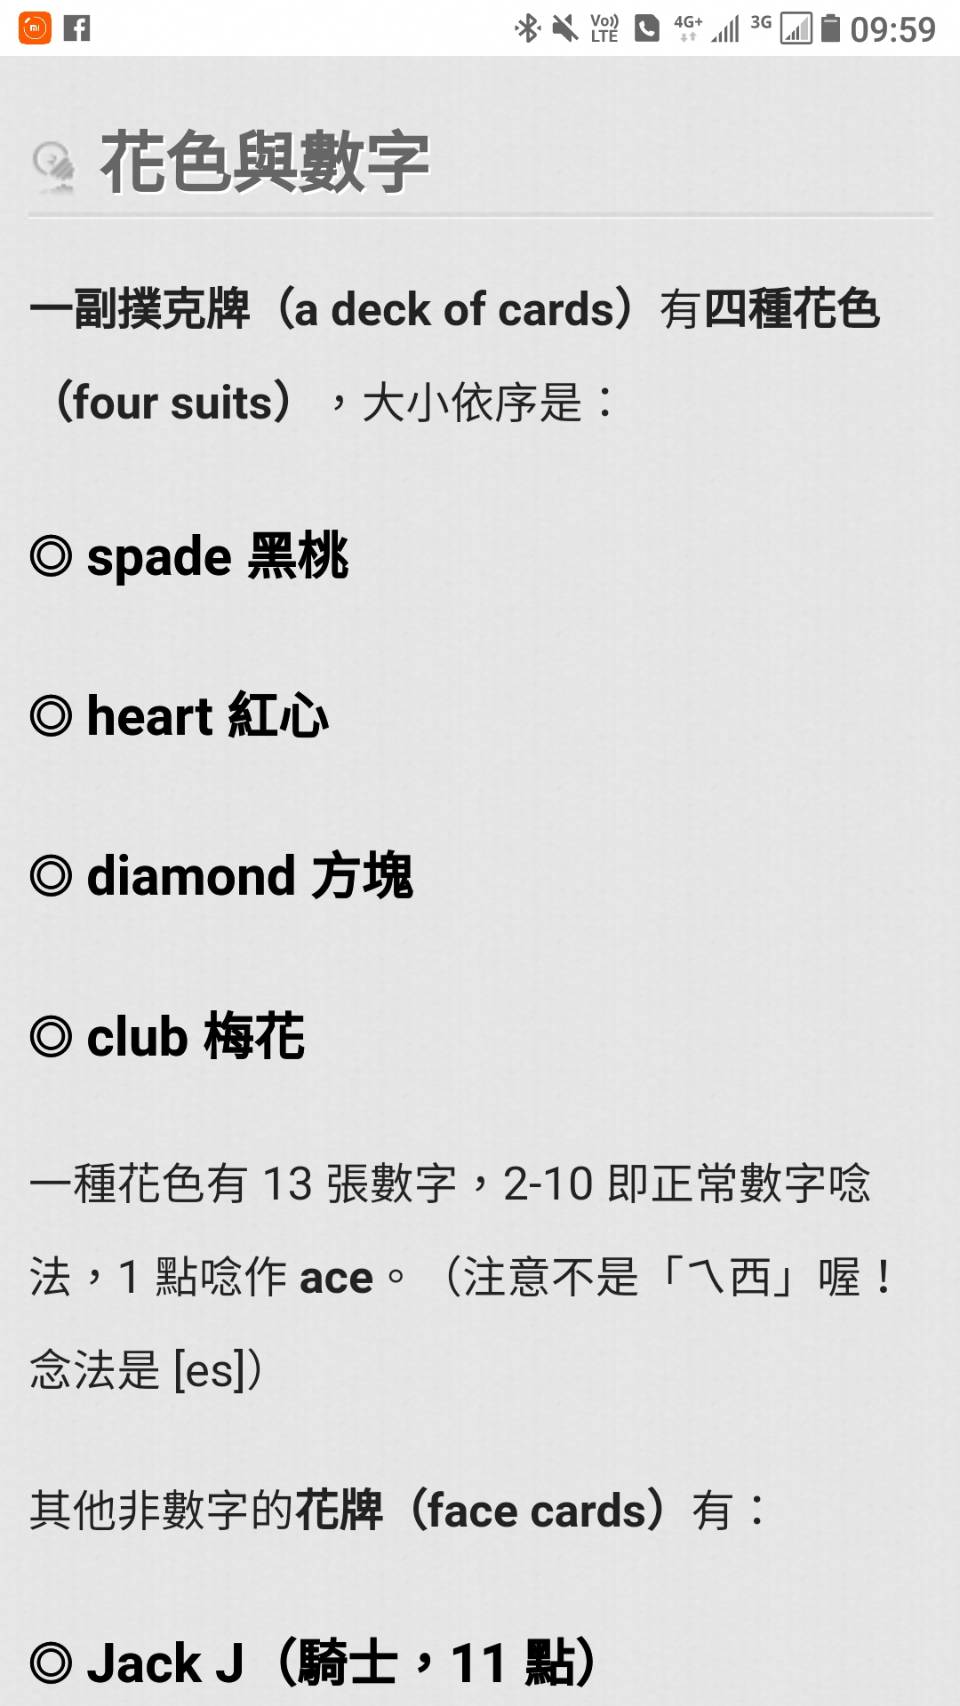 mi
Vo))
LTE
4G+
3G
09:59
花色與數字
一副撲克牌（a deck of cards）有四種花色
（four suits），大小依序是：
◎ spade 黑桃
◎ heart 紅心
◎ diamond 方塊
◎ club 梅花
一種花色有 13 張數字，2-10 即正常數字唸
法，1 點唸作 ace。（注意不是「ㄟ西」喔！
念法是 [es]）
其他非數字的花牌（face cards）有：
◎ Jack J（騎士，11 點）